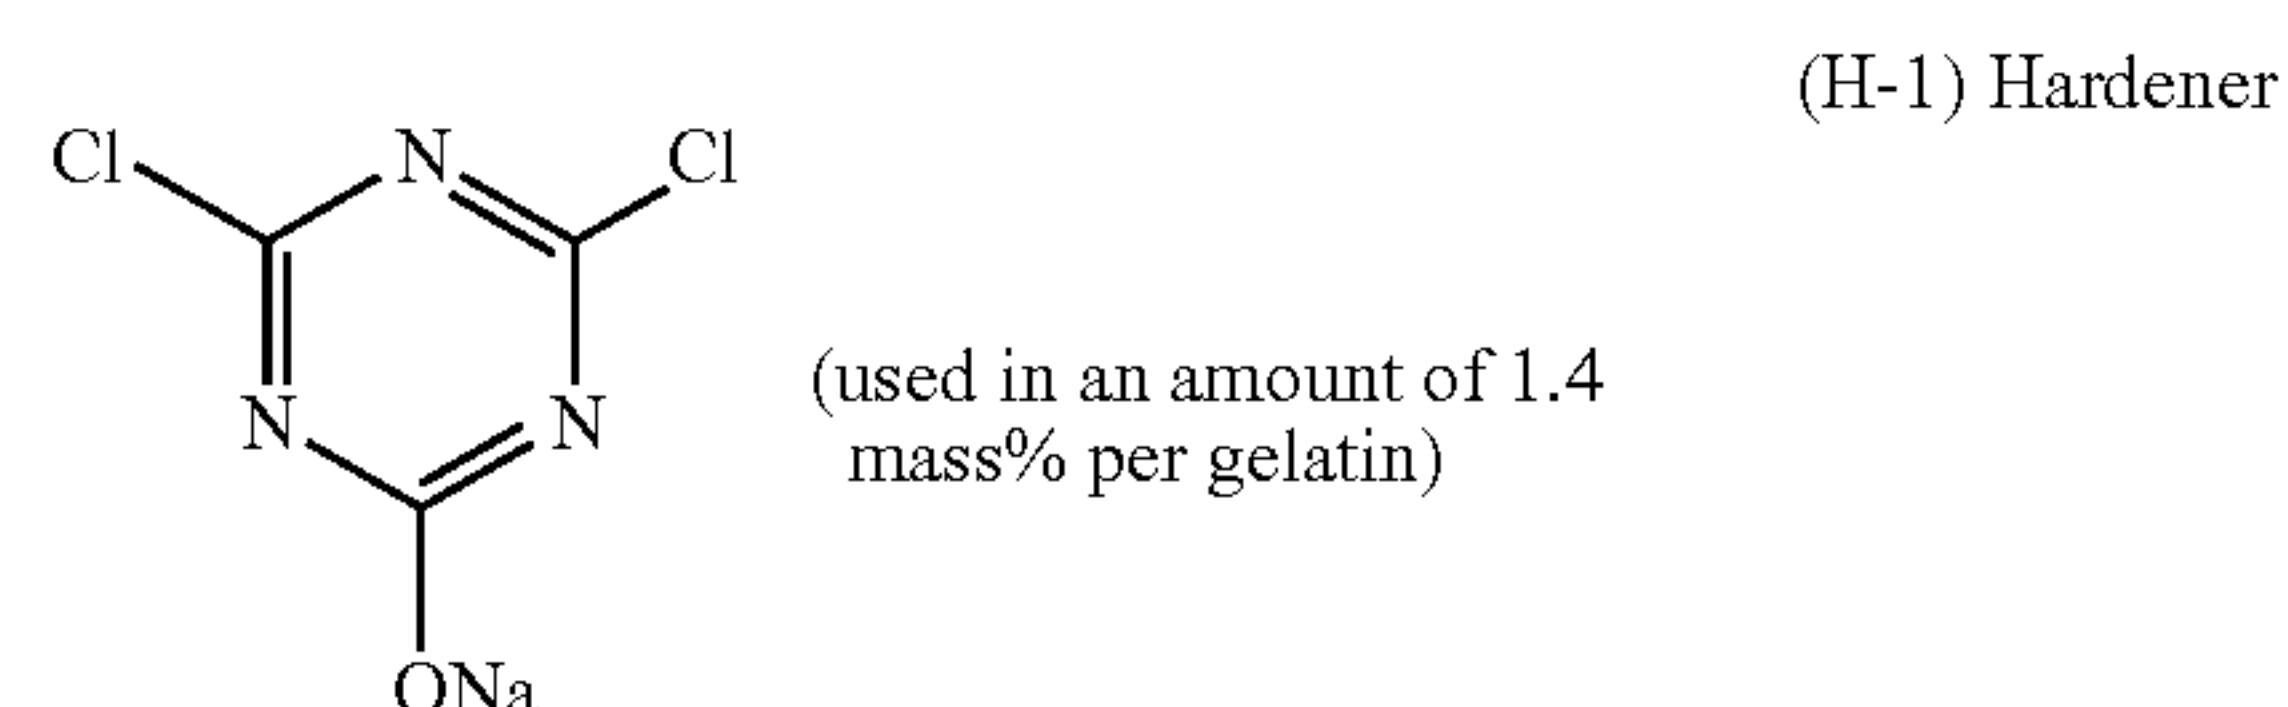 (H-1) Hardener
Cl N Cl
N N
(used in an amount of 1.4
mass% per gelatin)
ONa